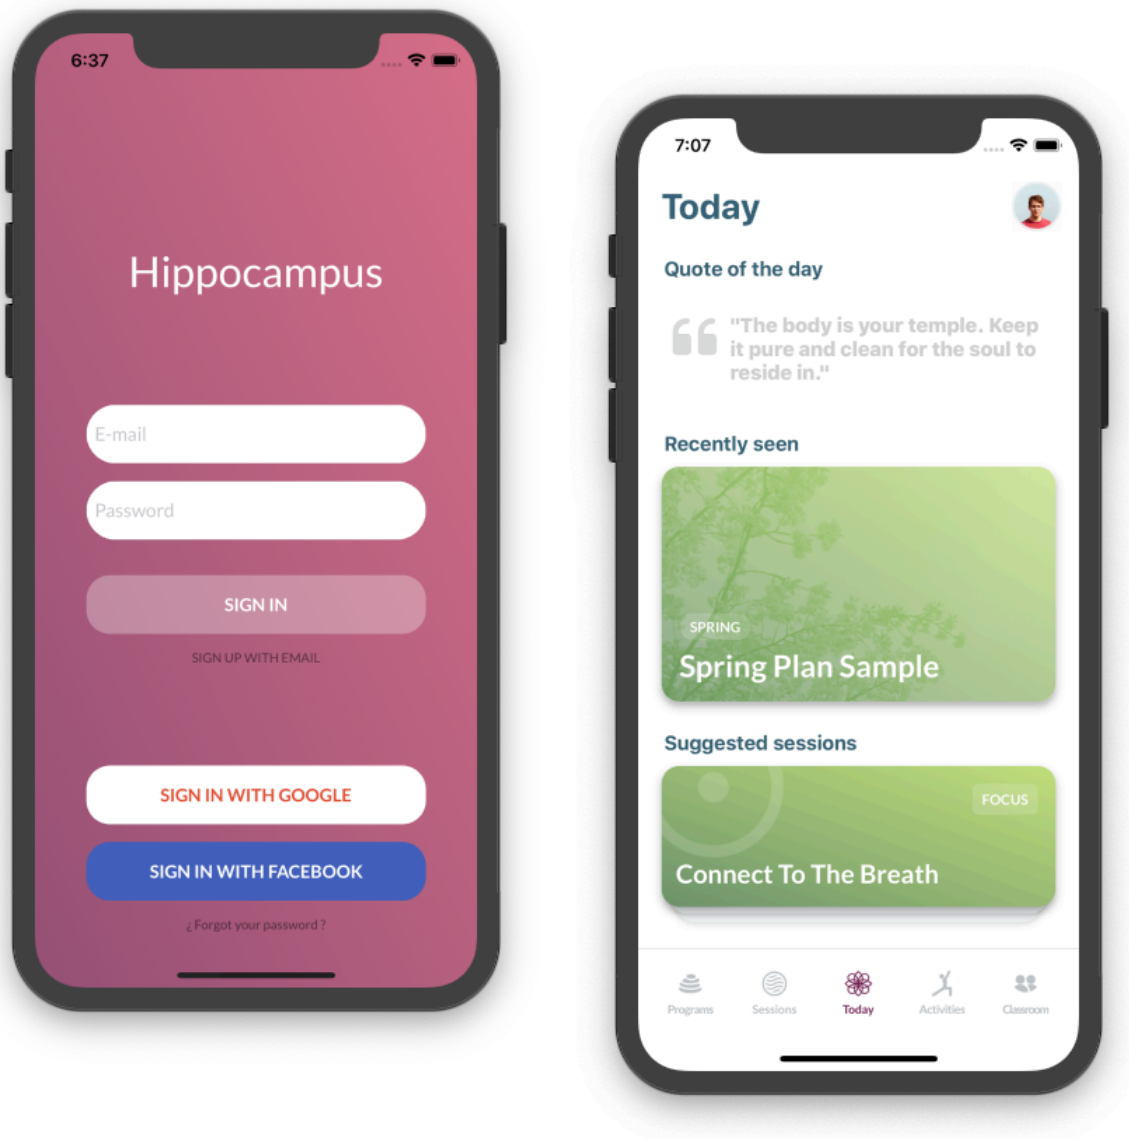 6:37
Hippocampus
E-mail
Password
SIGN IN
SIGN UP WITH EMAIL
SIGN IN WITH GOOGLE
SIGN IN WITH FACEBOOK
¿ Forgot your password ?
7:07
Today
Quote of the day
"The body is your temple. Keep
it pure and clean for the soul to
reside in."
Recently seen
SPRING
Spring Plan Sample
Suggested sessions
FOCUS
Connect To The Breath
Programs
Sessions
Today
Activities
Classroom